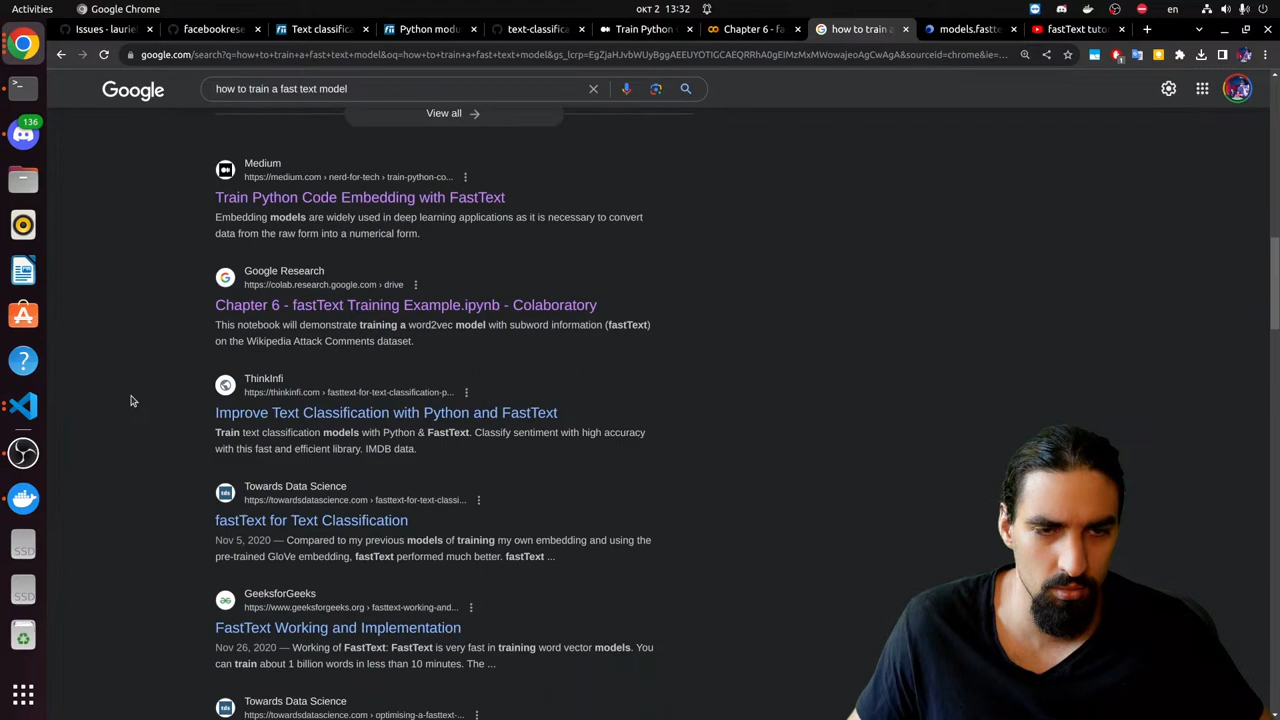 Activities
Google Chrome
окт 2 13:32
en
Issues - lauriel
facebookrese
Text classific
Python modu
text-classifica
Train Python C
Chapter 6 - fa
how to train a
models.fastte
fastText tuto
google.com/search?q=how+to+train+a+fast+text+model&oq=how+to+train+a+fast+text+model&gs_lcrp=EgZjaHJvbWUyBggAEEUYOTIGCAEQRRhA0gEIMzMxMWowajeoAgCwAgA&sourceid=chrome&ie=...
1
Google
how to train a fast text model
136
View all
Medium
https://medium.com › nerd-for-tech › train-python-co...
Train Python Code Embedding with FastText
Embedding models are widely used in deep learning applications as it is necessary to convert
data from the raw form into a numerical form.
Google Research
https://colab.research.google.com › drive
Chapter 6 - fastText Training Example.ipynb - Colaboratory
This notebook will demonstrate training a word2vec model with subword information (fastText)
on the Wikipedia Attack Comments dataset.
ThinkInfi
https://thinkinfi.com › fasttext-for-text-classification-p...
Improve Text Classification with Python and FastText
Train text classification models with Python & FastText. Classify sentiment with high accuracy
with this fast and efficient library. IMDB data.
Towards Data Science
https://towardsdatascience.com › fasttext-for-text-classi...
fastText for Text Classification
Nov 5, 2020 — Compared to my previous models of training my own embedding and using the
pre-trained GloVe embedding, fastText performed much better. fastText ...
GeeksforGeeks
https://www.geeksforgeeks.org › fasttext-working-and...
FastText Working and Implementation
Nov 26, 2020 — Working of FastText: FastText is very fast in training word vector models. You
can train about 1 billion words in less than 10 minutes. The ...
Towards Data Science
https://towardsdatascience.com › optimising-a-fasttext-...
SSD
SSD